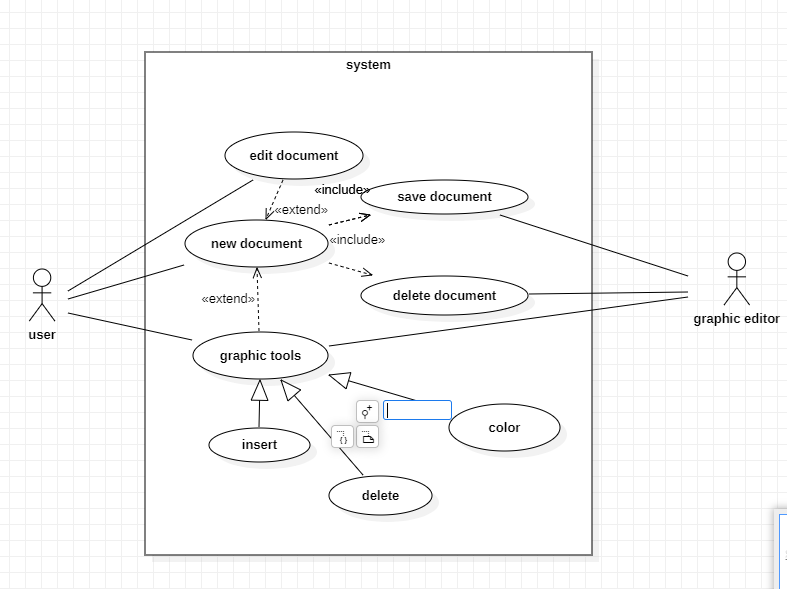 system
edit document
«include»
save document
«extend»
new document
«include»
delete document
«extend»
user
graphic editor
graphic tools
color
insert
delete